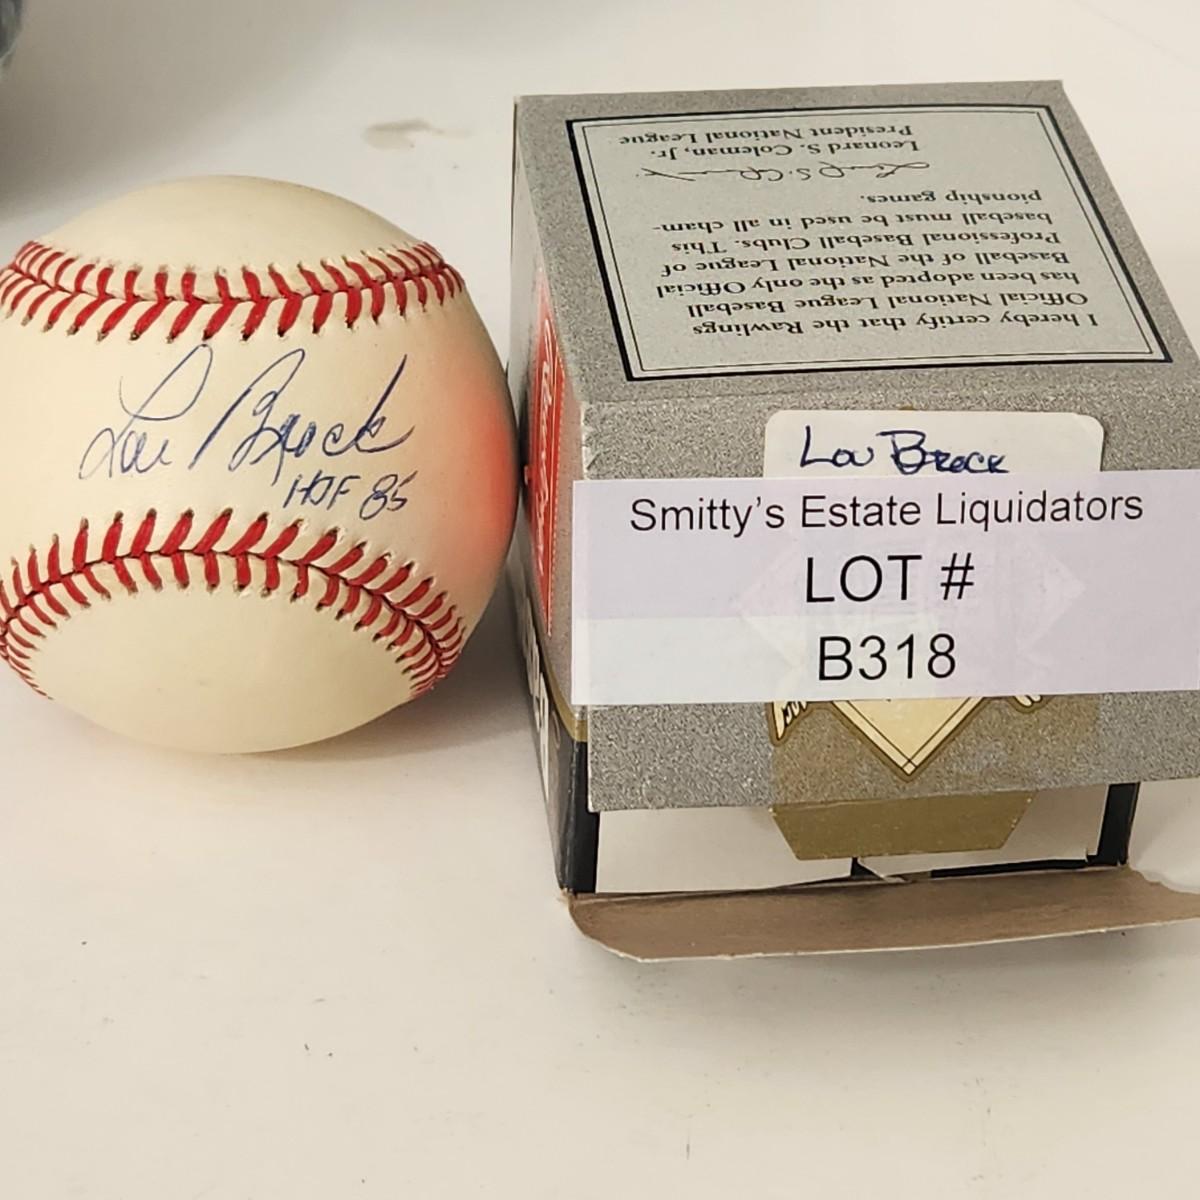 Lou Brock
HOF 85
I hereby certify that the Rawlings
Official National League Baseball
has been adopted as the only Official
Baseball of the National League of
Professional Baseball Clubs. This
baseball must be used in all cham-
pionship games.
Leonard S. Coleman, Jr.
President National League
Lou Brock
Smitty's Estate Liquidators
LOT #
B318